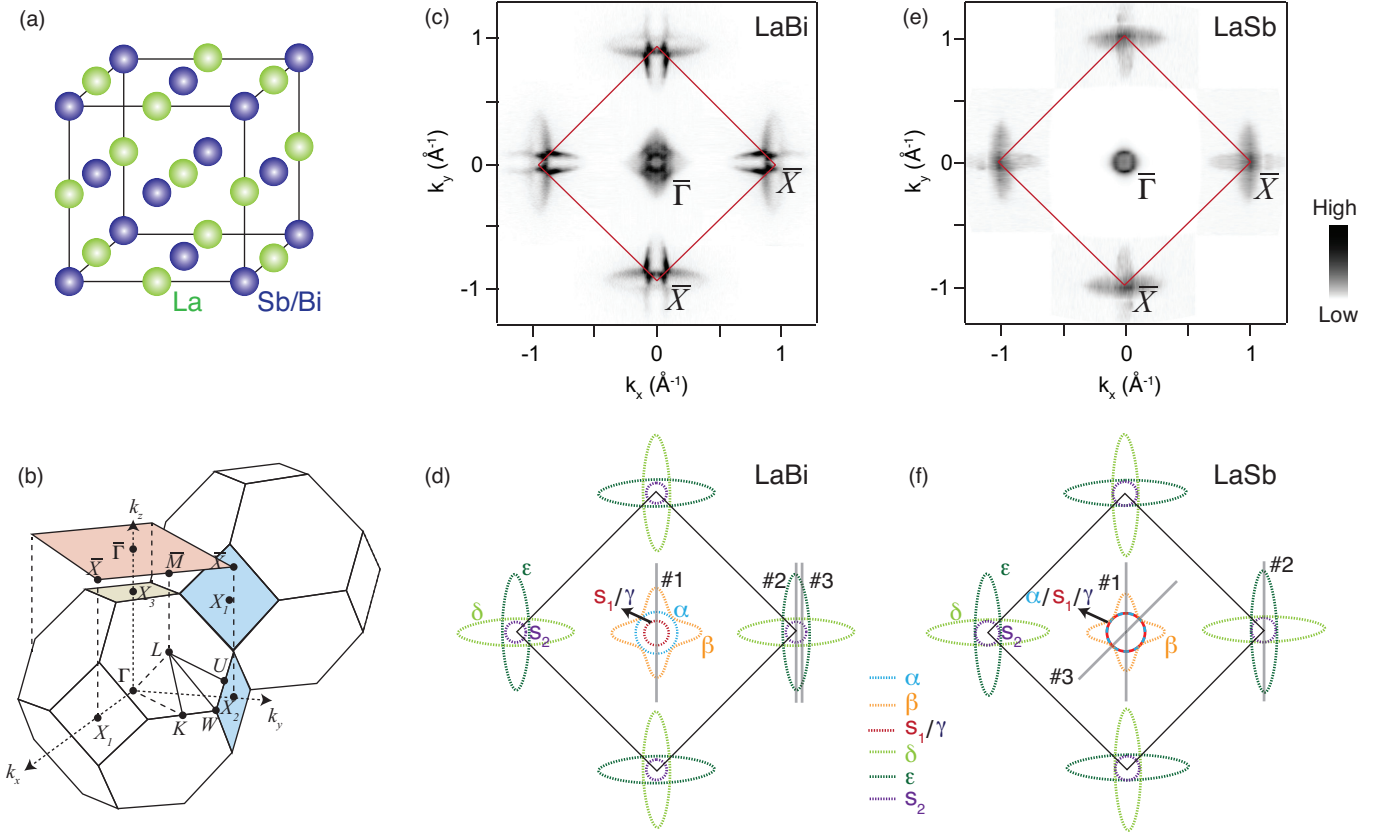 (a)
La
Sb/Bi
(b)
k_z
Γ̅
X̅
M̅
X̅
X_3
X_1
L
U
Γ
X_2
K
W
k_y
X_1
k_x
(c)
LaBi
1
0
-1
k_y (Å⁻¹)
Γ̅
X̅
X̅
-1
0
1
k_x (Å⁻¹)
(e)
LaSb
1
0
-1
k_y (Å⁻¹)
Γ̅
X̅
X̅
-1
0
1
k_x (Å⁻¹)
High
Low
(d)
LaBi
ε
#1
#2
#3
S_1/γ
α
δ
S_2
β
α
β
S_1/γ
δ
ε
S_2
(f)
LaSb
ε
#1
#2
α/S_1/γ
δ
S_2
β
#3